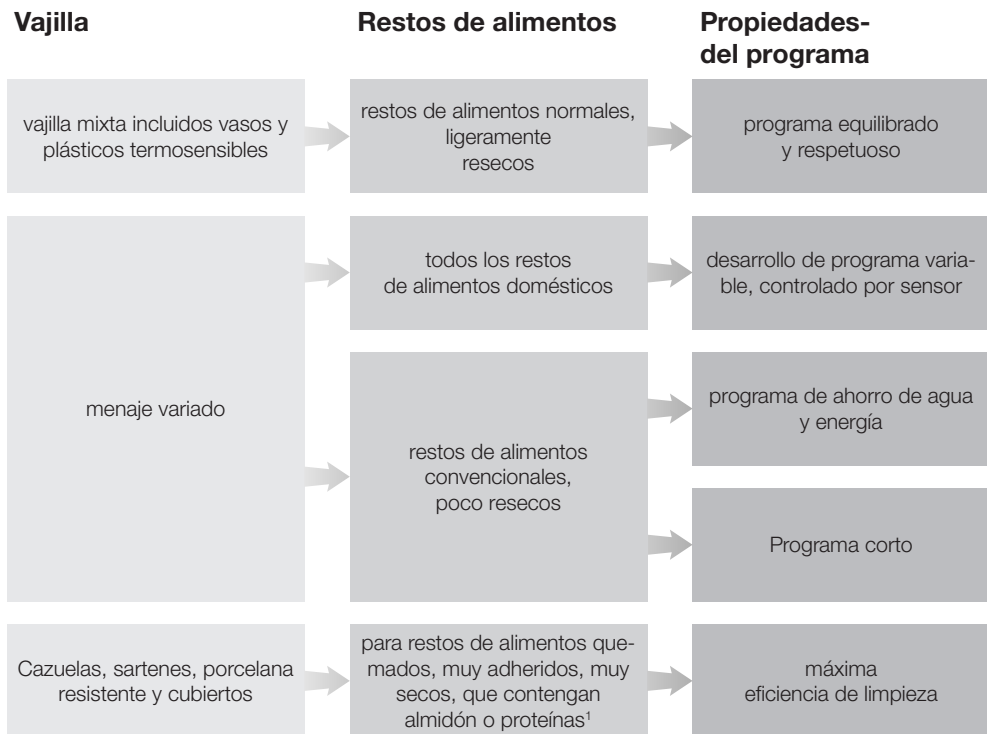 Vajilla
Restos de alimentos
Propiedades-
del programa
vajilla mixta incluidos vasos y
plásticos termosensibles
restos de alimentos normales,
ligeramente
resecos
programa equilibrado
y respetuoso
menaje variado
todos los restos
de alimentos domésticos
desarrollo de programa varia-
ble, controlado por sensor
restos de alimentos
convencionales,
poco resecos
programa de ahorro de agua
y energía
Programa corto
Cazuelas, sartenes, porcelana
resistente y cubiertos
para restos de alimentos que-
mados, muy adheridos, muy
secos, que contengan
almidón o proteínas¹
máxima
eficiencia de limpieza